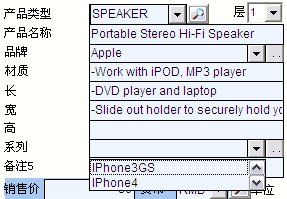 产品类型 SPEAKER 层 1
产品名称 Portable Stereo Hi-Fi Speaker
品牌 Apple ..
材质 -Work with iPOD, MP3 player
长 -DVD player and laptop
宽 -Slide out holder to securely hold yo
高
系列 ..
备注5
IPhone3GS
IPhone4
销售价 RMB 单位